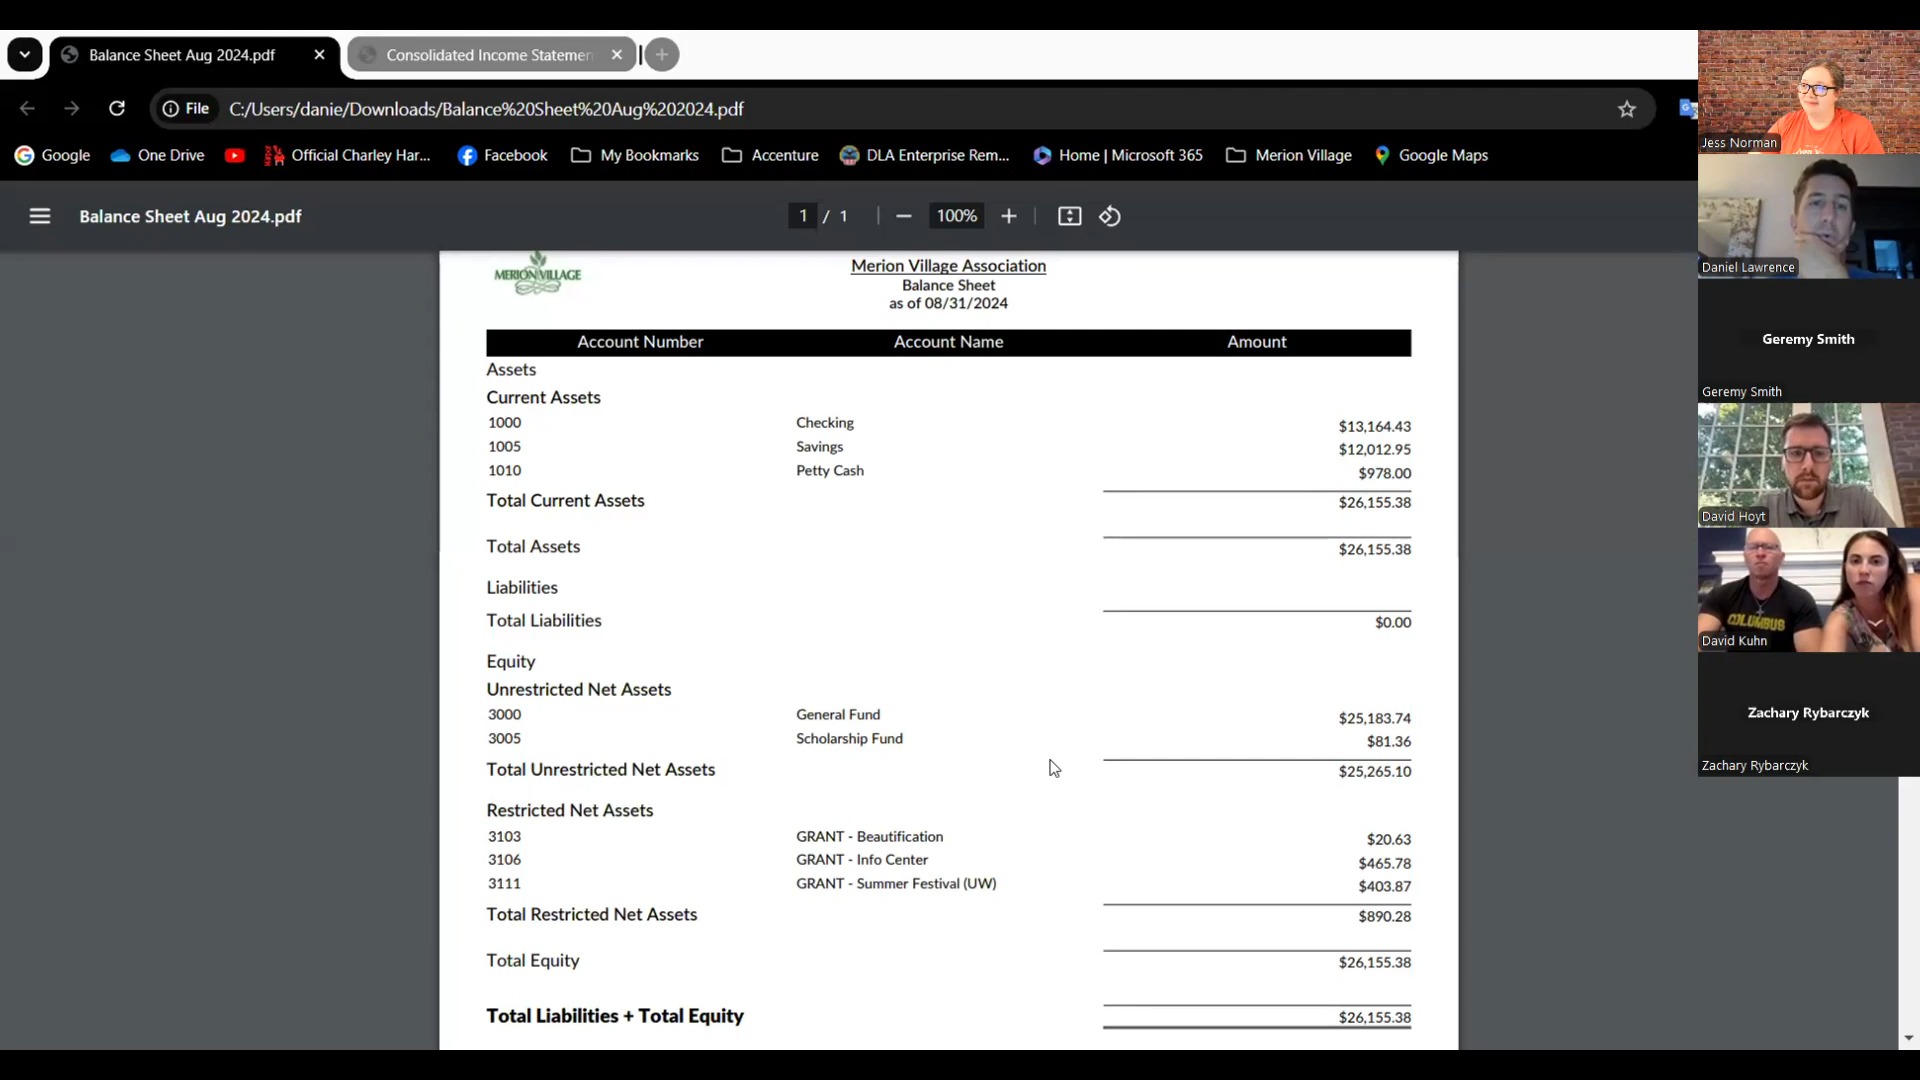 Balance Sheet Aug 2024.pdf
Consolidated Income Statemen
File
C:/Users/danie/Downloads/Balance%20Sheet%20Aug%202024.pdf
Google
One Drive
Official Charley Har...
Facebook
My Bookmarks
Accenture
DLA Enterprise Rem...
Home | Microsoft 365
Merion Village
Google Maps
Balance Sheet Aug 2024.pdf
1 / 1
100%
MERION VILLAGE
Merion Village Association
Balance Sheet
as of 08/31/2024
Account Number Account Name Amount
Assets
Current Assets
1000 Checking $13,164.43
1005 Savings $12,012.95
1010 Petty Cash $978.00
Total Current Assets $26,155.38
Total Assets $26,155.38
Liabilities
Total Liabilities $0.00
Equity
Unrestricted Net Assets
3000 General Fund $25,183.74
3005 Scholarship Fund $81.36
Total Unrestricted Net Assets $25,265.10
Restricted Net Assets
3103 GRANT - Beautification $20.63
3106 GRANT - Info Center $465.78
3111 GRANT - Summer Festival (UW) $403.87
Total Restricted Net Assets $890.28
Total Equity $26,155.38
Total Liabilities + Total Equity $26,155.38
Jess Norman
Daniel Lawrence
Geremy Smith
Geremy Smith
David Hoyt
COLUMBUS
David Kuhn
Zachary Rybarczyk
Zachary Rybarczyk